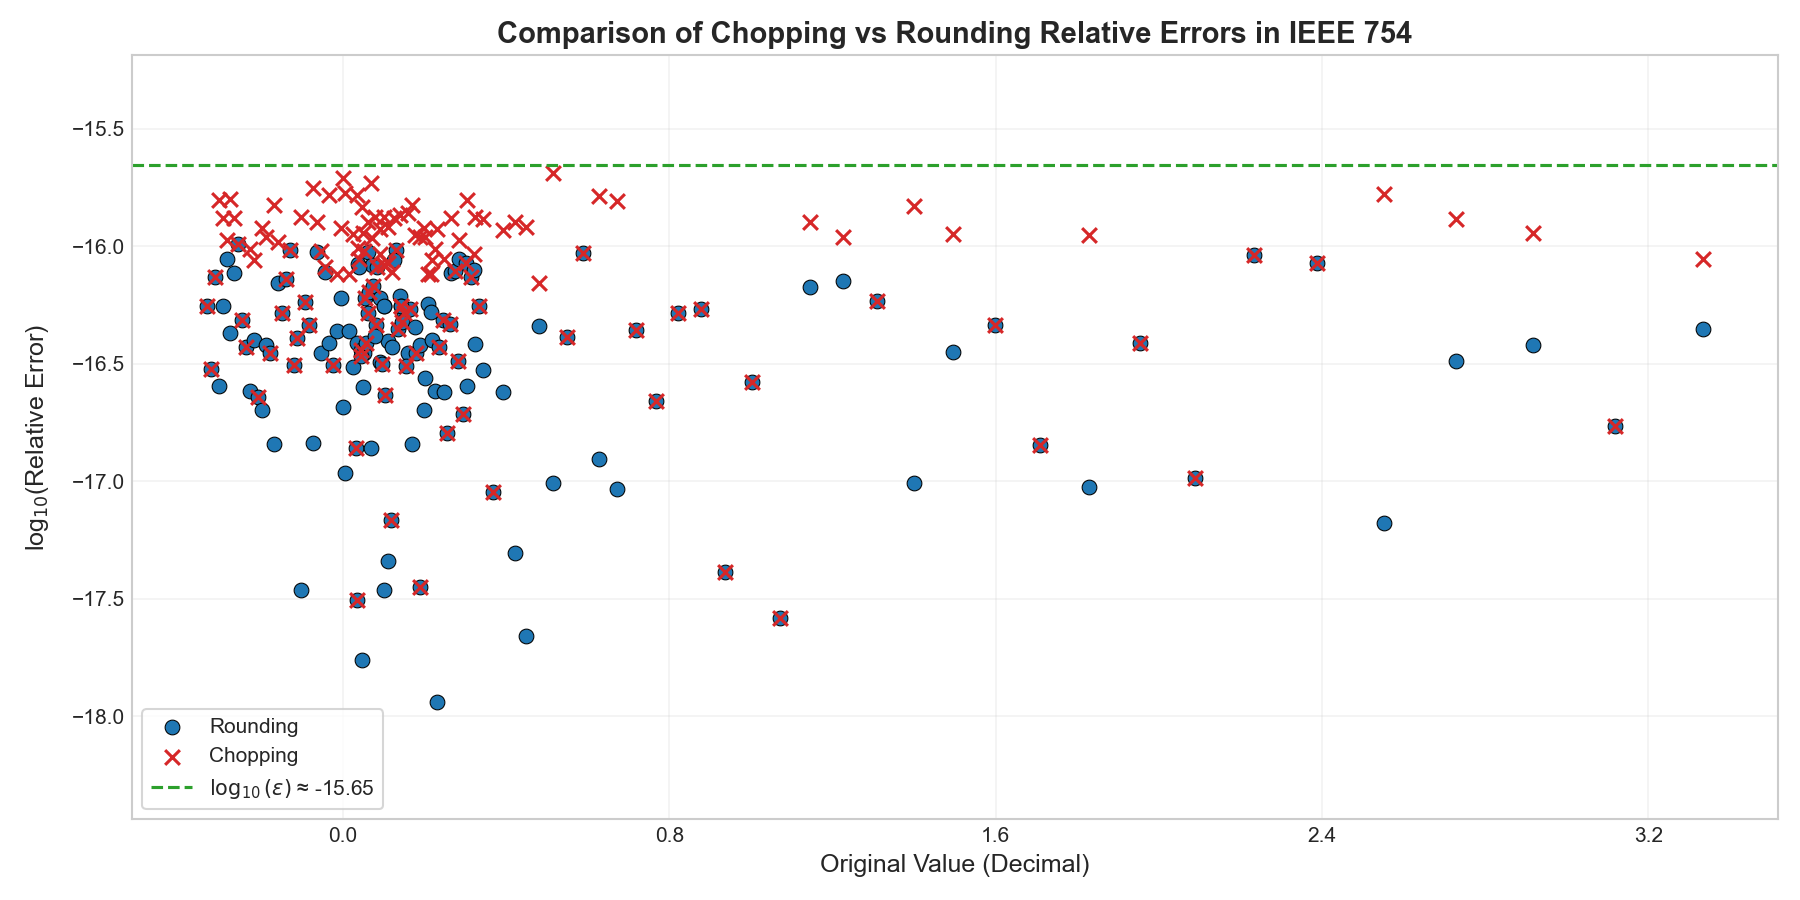 Comparison of Chopping vs Rounding Relative Errors in IEEE 754
log₁₀(Relative Error)
−15.5
−16.0
−16.5
−17.0
−17.5
−18.0
Rounding
Chopping
log₁₀(ε) ≈ -15.65
0.0 0.8 1.6 2.4 3.2
Original Value (Decimal)